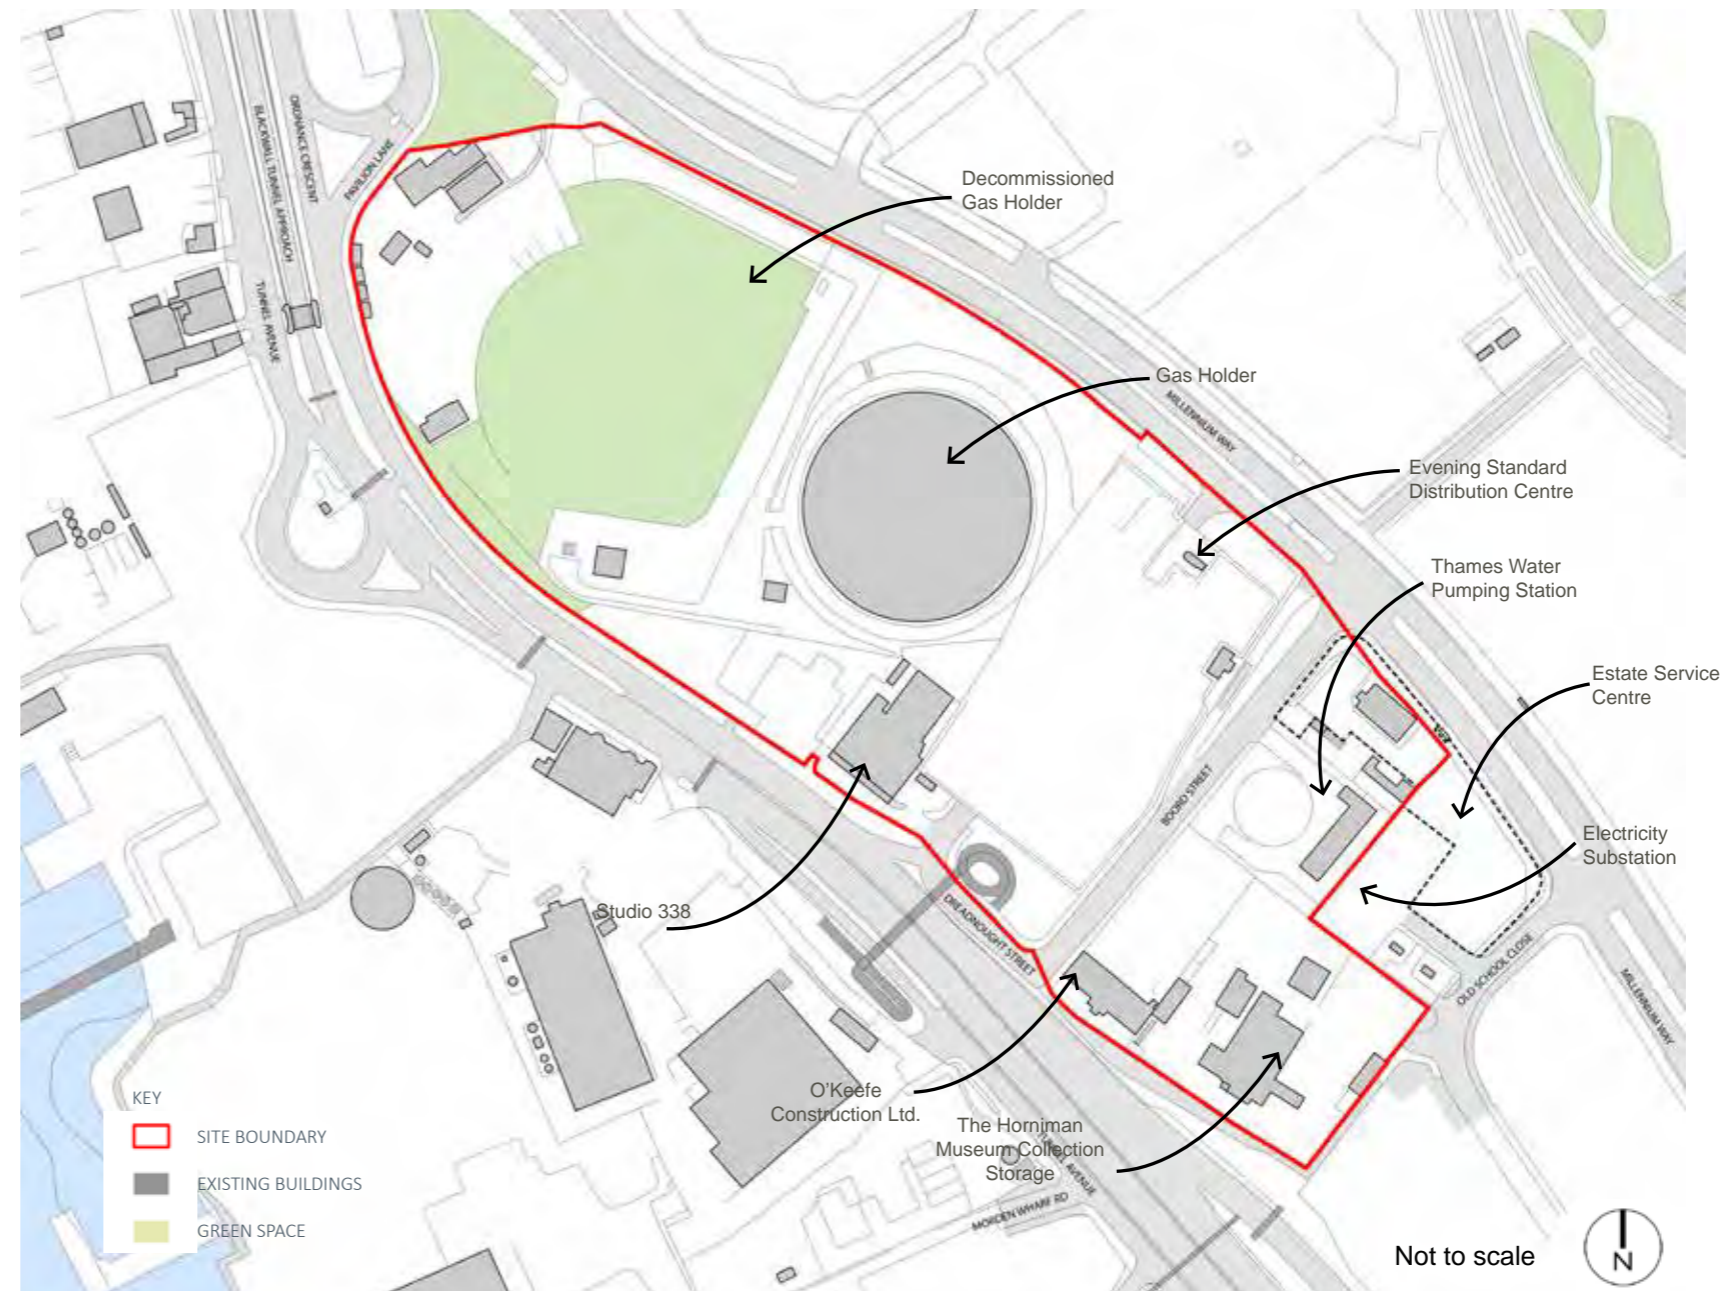 ORDNANCE CRESCENT
BLACKWALL TUNNEL APPROACH
PAVILION LANE
TUNNEL AVENUE
Decommissioned
Gas Holder
Gas Holder
MILLENNIUM WAY
Evening Standard
Distribution Centre
Thames Water
Pumping Station
Estate Service
Centre
BOORD STREET
Electricity
Substation
Studio 338
DREADNOUGHT STREET
OLD SCHOOL CLOSE
MILLENNIUM WAY
O'Keefe
Construction Ltd.
The Horniman
Museum Collection
Storage
TUNNEL AVENUE
MORDEN WHARF RD
KEY
SITE BOUNDARY
EXISTING BUILDINGS
GREEN SPACE
Not to scale
N